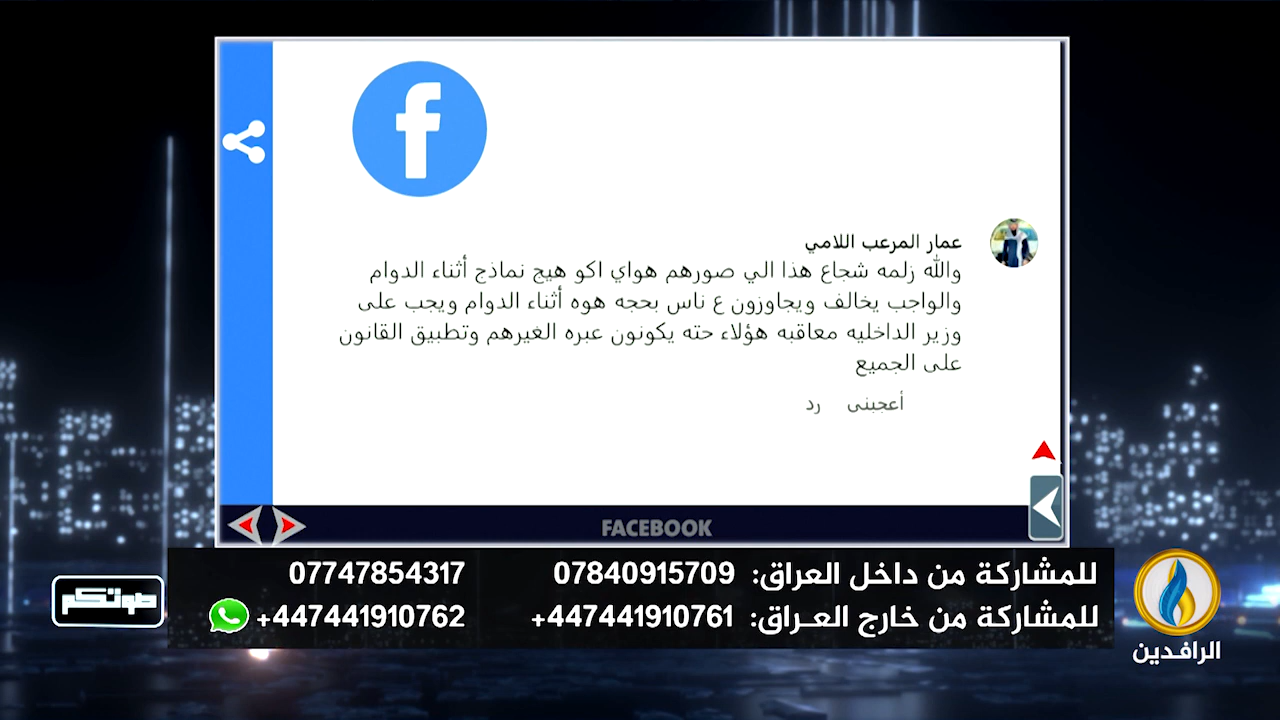 عمار المرعب اللامي
والله زلمه شجاع هذا الي صورهم هواي اكو هيج نماذج أثناء الدوام
والواجب يخالف ويجاوزون ع ناس بحجه هوه أثناء الدوام ويجب على
وزير الداخليه معاقبه هؤلاء حته يكونون عبره الغيرهم وتطبيق القانون
على الجميع
أعجبنى رد
FACEBOOK
للمشاركة من داخل العراق: 07840915709 07747854317
للمشاركة من خارج العـراق: 447441910761+ 447441910762+
صوتكم
الرافدين